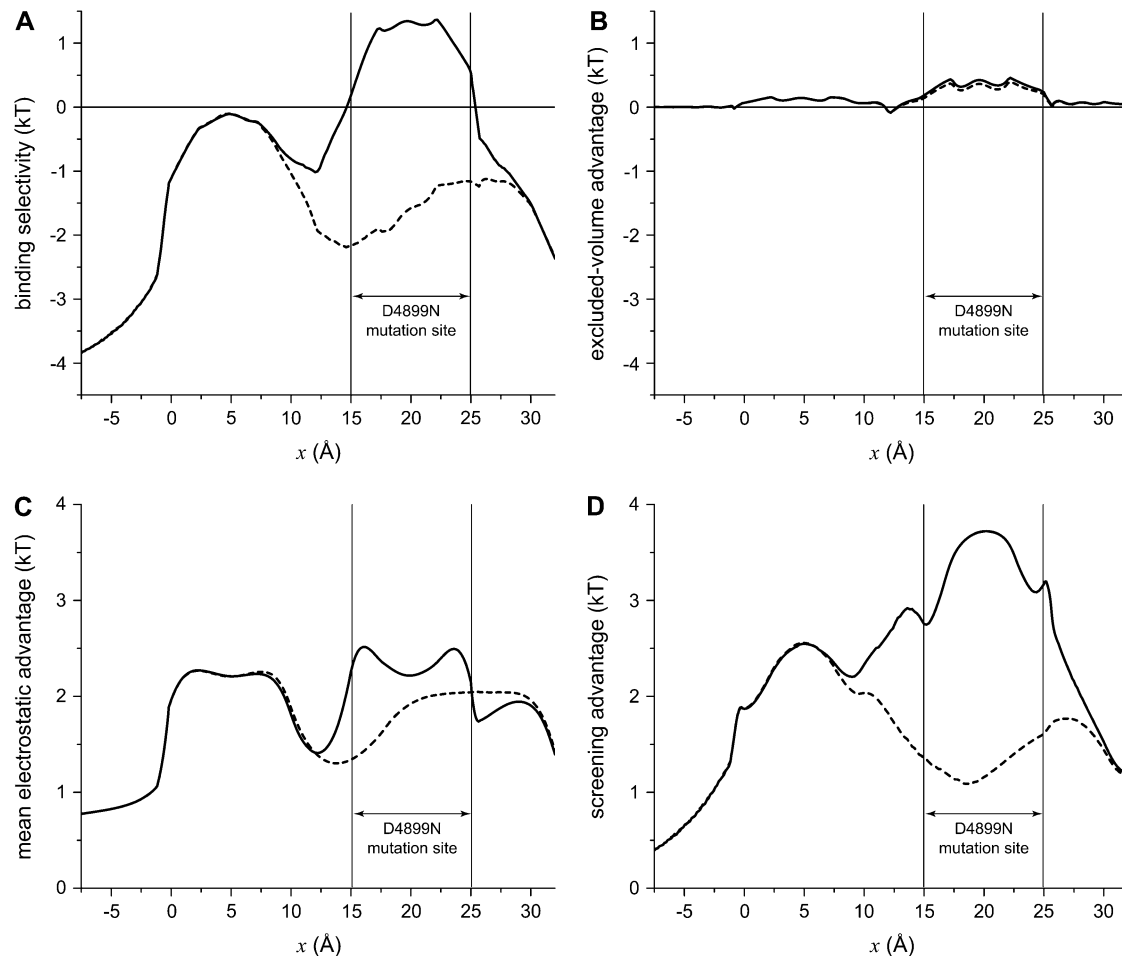 A
binding selectivity (kT)
1
0
-1
-2
-3
-4
D4899N
mutation site
-5 0 5 10 15 20 25 30
x (Å)
B
excluded-volume advantage (kT)
1
0
-1
-2
-3
-4
D4899N
mutation site
-5 0 5 10 15 20 25 30
x (Å)
C
mean electrostatic advantage (kT)
4
3
2
1
0
D4899N
mutation site
-5 0 5 10 15 20 25 30
x (Å)
D
screening advantage (kT)
4
3
2
1
0
D4899N
mutation site
-5 0 5 10 15 20 25 30
x (Å)